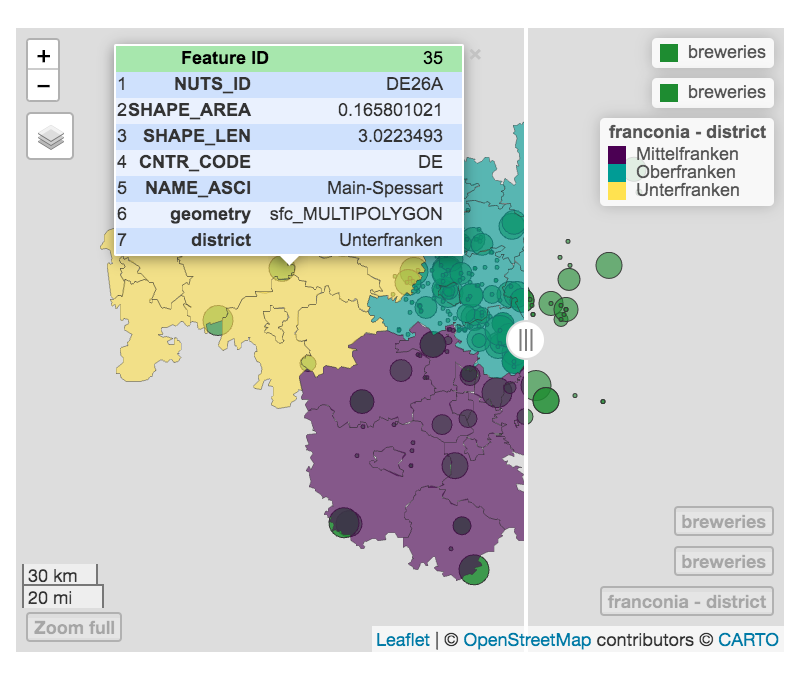 +
−
Feature ID 35
1 NUTS_ID DE26A
2 SHAPE_AREA 0.165801021
3 SHAPE_LEN 3.0223493
4 CNTR_CODE DE
5 NAME_ASCI Main-Spessart
6 geometry sfc_MULTIPOLYGON
7 district Unterfranken
×
breweries
breweries
franconia - district
Mittelfranken
Oberfranken
Unterfranken
breweries
breweries
franconia - district
30 km
20 mi
Zoom full
Leaflet | © OpenStreetMap contributors © CARTO